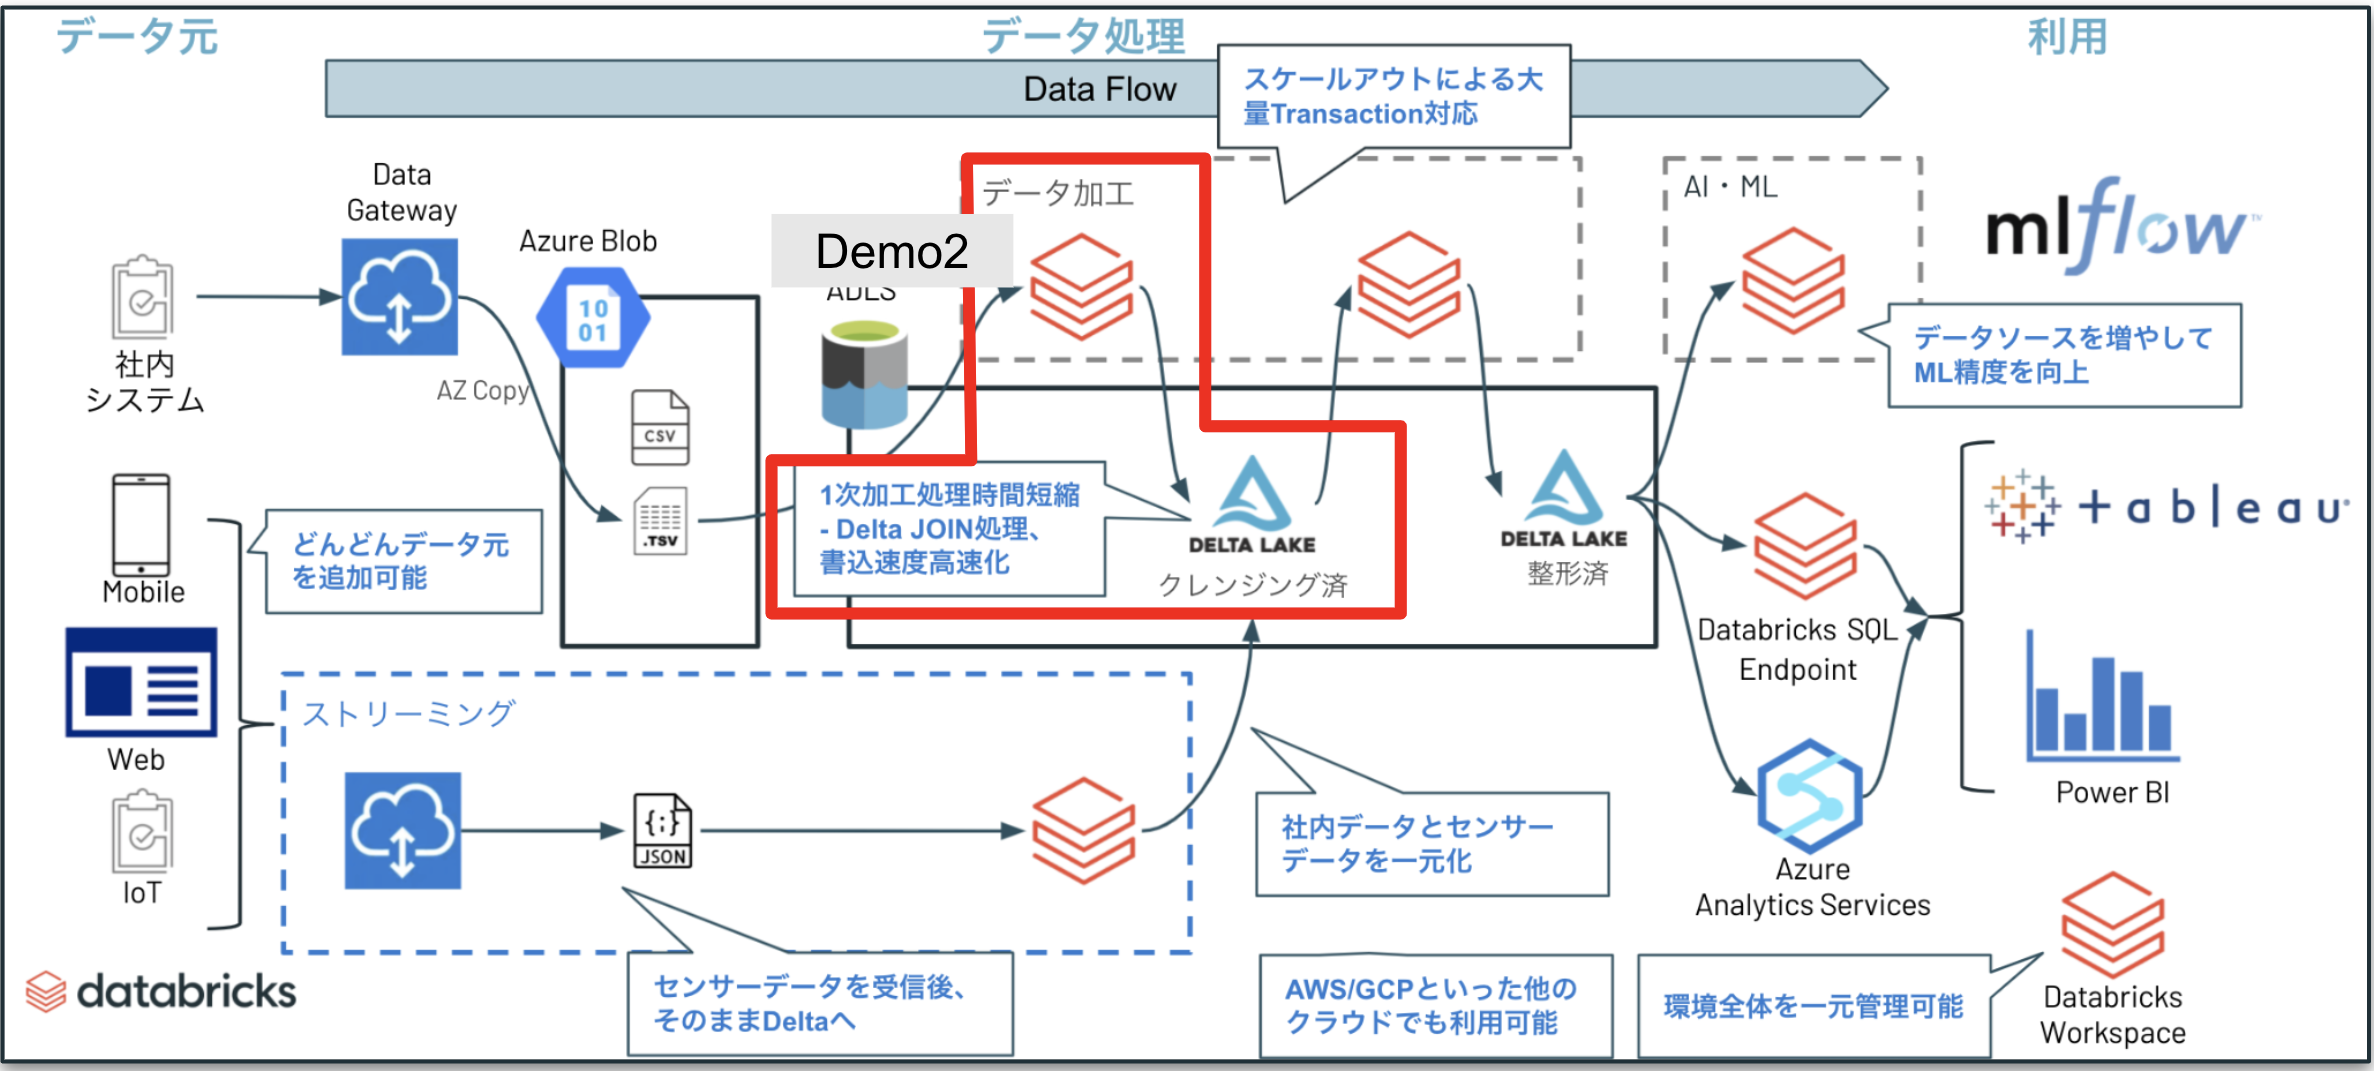 データ元
データ処理
利用
Data Flow
スケールアウトによる大
量Transaction対応
Data
Gateway
Azure Blob
10
01
社内
システム
AZ Copy
CSV
.TSV
Demo2
ADLS
データ加工
AI・ML
mlflow
TM
データソースを増やして
ML精度を向上
1次加工処理時間短縮
- Delta JOIN処理、
書込速度高速化
DELTA LAKE
クレンジング済
DELTA LAKE
整形済
+ableau
Mobile
どんどんデータ元
を追加可能
Web
IoT
ストリーミング
{;}
JSON
Databricks SQL
Endpoint
Power BI
社内データとセンサー
データを一元化
Azure
Analytics Services
センサーデータを受信後、
そのままDeltaへ
AWS/GCPといった他の
クラウドでも利用可能
環境全体を一元管理可能
Databricks
Workspace
databricks